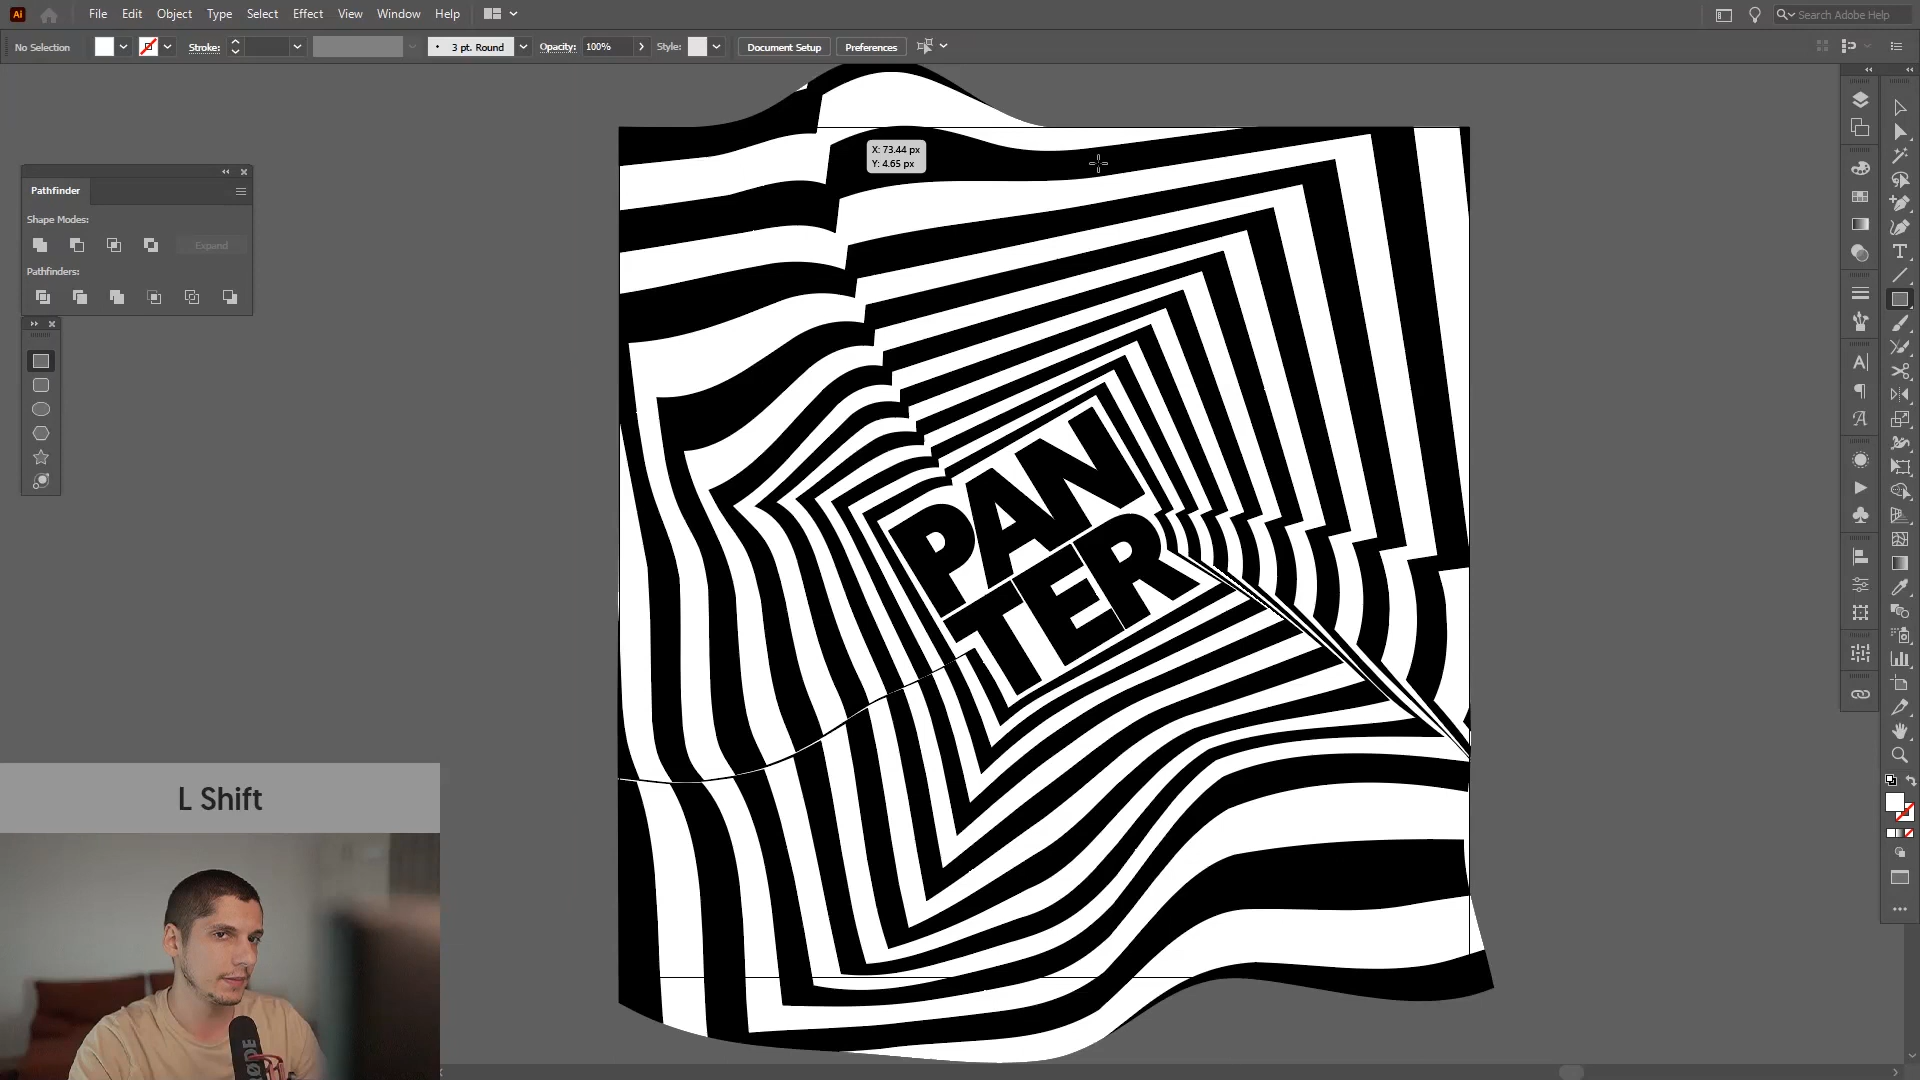 Ai File Edit Object Type Select Effect View Window Help Search Adobe Help
No Selection Stroke: 3 pt. Round Opacity: 100% Style: Document Setup Preferences
X: 73.44 px
Y: 4.65 px
Pathfinder
Shape Modes:
Expand
Pathfinders:
PAN
TER
L Shift
RØDE